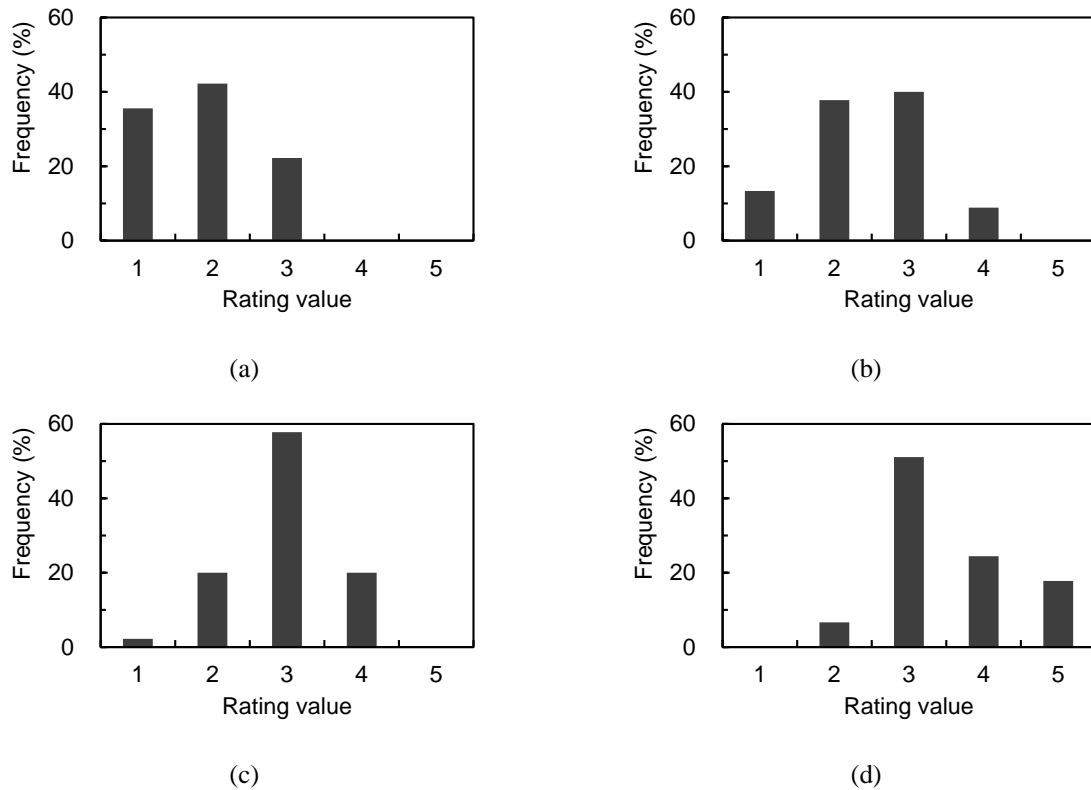 60
40
20
0
Frequency (%)
1 2 3 4 5
Rating value
(a)
60
40
20
0
Frequency (%)
1 2 3 4 5
Rating value
(b)
60
40
20
0
Frequency (%)
1 2 3 4 5
Rating value
(c)
60
40
20
0
Frequency (%)
1 2 3 4 5
Rating value
(d)